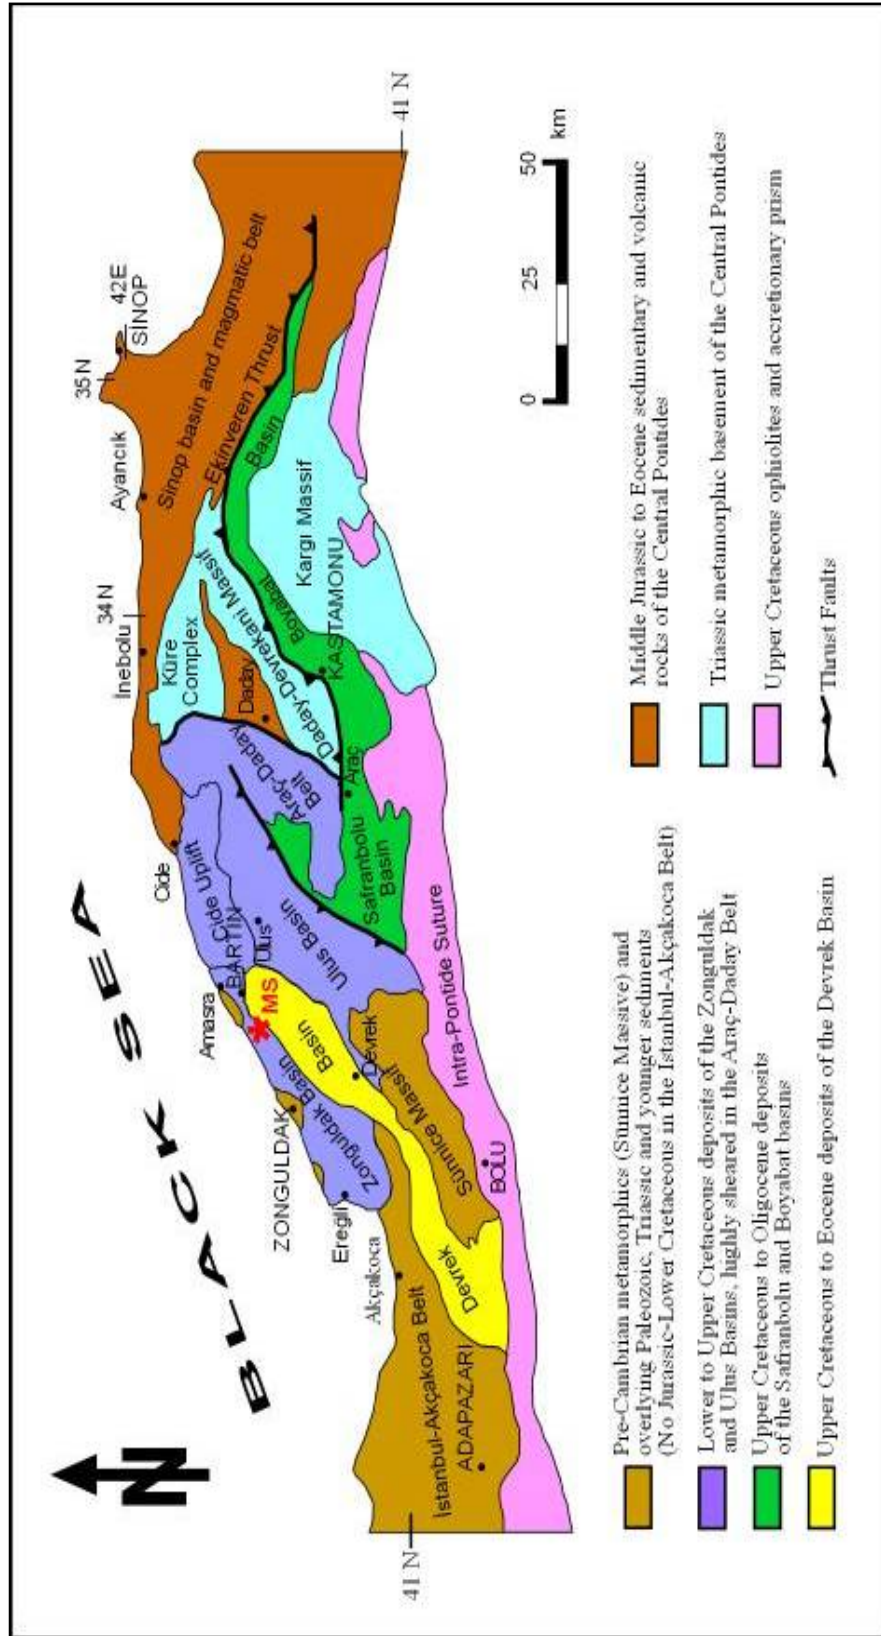 BLACK SEA
N
35 N
42E
SİNOP
Ayancık
34 N
İnebolu
Cide
Amasra
ZONGULDAK
Ereğli
Akçakoca
Sinop basin and magmatic belt
Ekinveren Thrust
Küre
Complex
Daday
Daday-Devrekani Massif
Boyabat
Basin
Kargı Massif
KASTAMONU
Araç-Daday
Belt
Araç
Safranbolu
Basin
Cide Uplift
BARTIN
Ulus
Ulus Basin
MS
Zonguldak Basin
Devrek
Basin
Devrek
Sünnice Massif
BOLU
Intra-Pontide Suture
İstanbul-Akçakoca Belt
ADAPAZARI
41 N
41 N
0
25
50
km
Pre-Cambrian metamorphics (Sünnice Massive) and
overlying Paleozoic, Triassic and younger sediments
(No Jurassic-Lower Cretaceous in the Istanbul-Akçakoca Belt)
Lower to Upper Cretaceous deposits of the Zonguldak
and Ulus Basins, highly sheared in the Araç-Daday Belt
Upper Cretaceous to Oligocene deposits
of the Safranbolu and Boyabat basins
Upper Cretaceous to Eocene deposits of the Devrek Basin
Middle Jurassic to Eocene sedimentary and volcanic
rocks of the Central Pontides
Triassic metamorphic basement of the Central Pontides
Upper Cretaceous ophiolites and accretionary prism
Thrust Faults